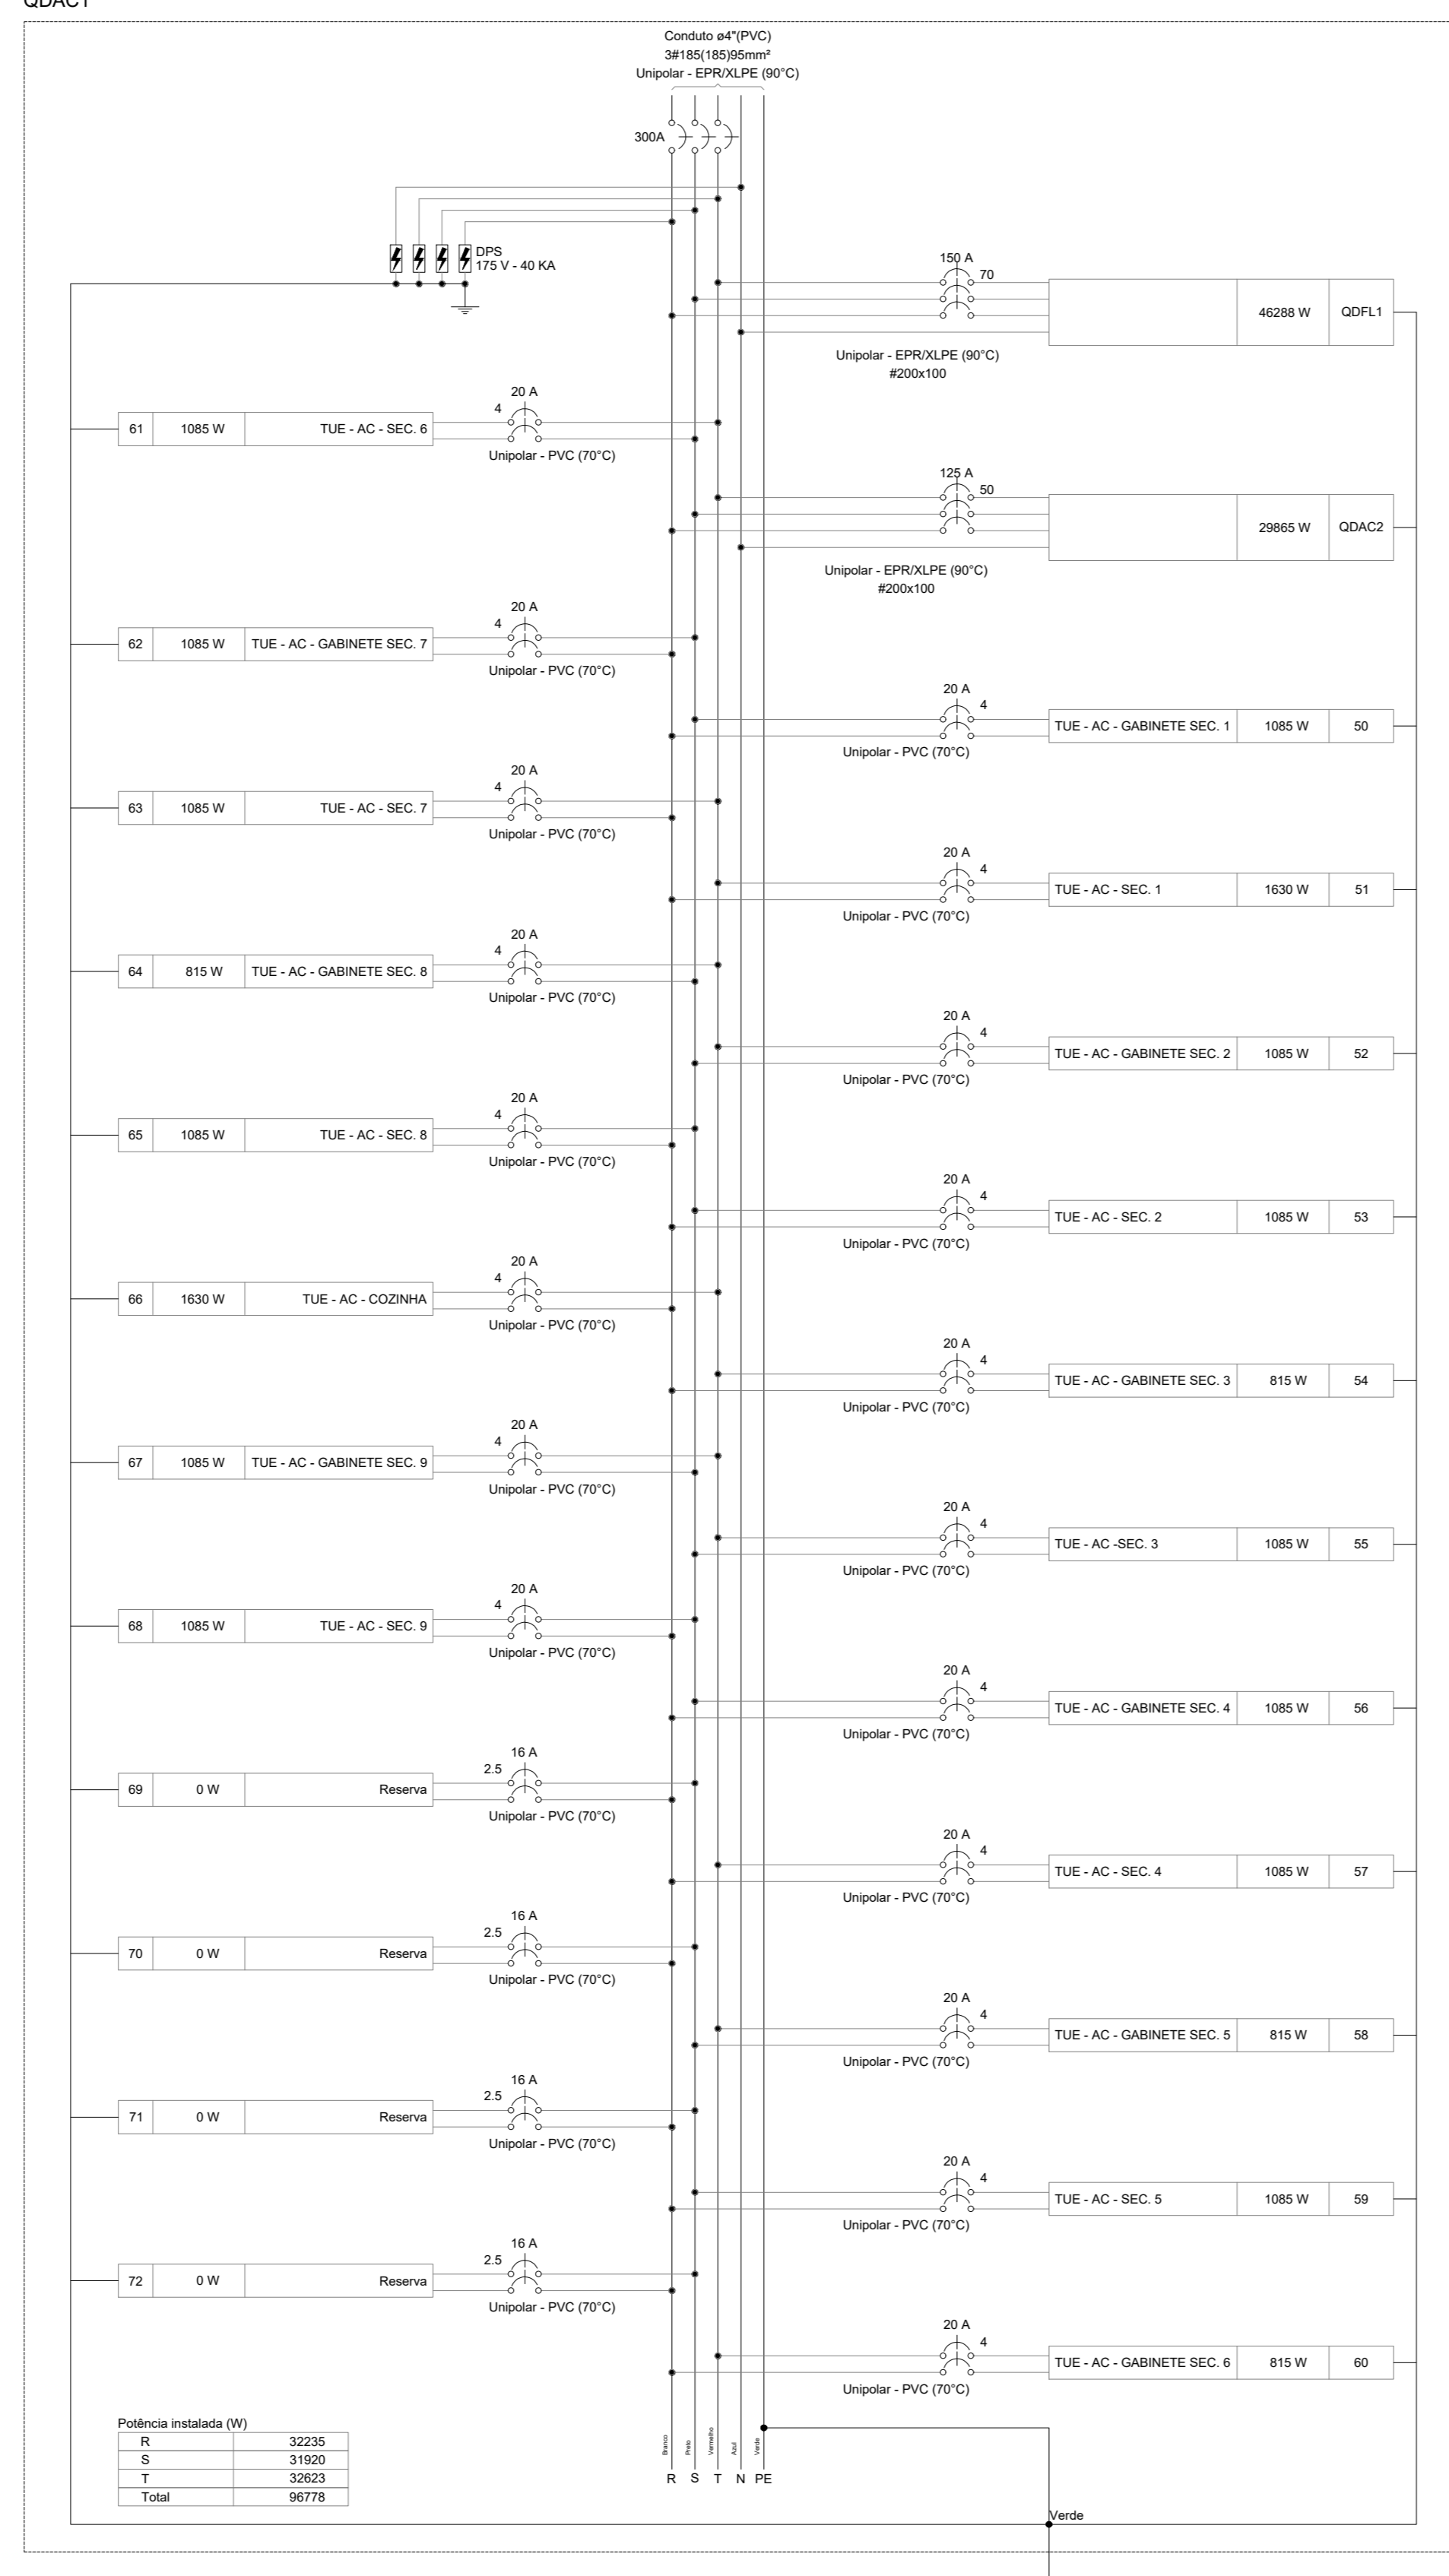 QDAC1
Conduto ø4"(PVC)
3#185(185)95mm²
Unipolar - EPR/XLPE (90°C)
300A
DPS
175 V - 40 KA
150 A
70
46288 W QDFL1
Unipolar - EPR/XLPE (90°C)
#200x100
20 A
4
61 1085 W TUE - AC - SEC. 6
Unipolar - PVC (70°C)
125 A
50
29865 W QDAC2
Unipolar - EPR/XLPE (90°C)
#200x100
20 A
4
62 1085 W TUE - AC - GABINETE SEC. 7
Unipolar - PVC (70°C)
20 A
4
TUE - AC - GABINETE SEC. 1 1085 W 50
Unipolar - PVC (70°C)
20 A
4
63 1085 W TUE - AC - SEC. 7
Unipolar - PVC (70°C)
20 A
4
TUE - AC - SEC. 1 1630 W 51
Unipolar - PVC (70°C)
20 A
4
64 815 W TUE - AC - GABINETE SEC. 8
Unipolar - PVC (70°C)
20 A
4
TUE - AC - GABINETE SEC. 2 1085 W 52
Unipolar - PVC (70°C)
20 A
4
65 1085 W TUE - AC - SEC. 8
Unipolar - PVC (70°C)
20 A
4
TUE - AC - SEC. 2 1085 W 53
Unipolar - PVC (70°C)
20 A
4
66 1630 W TUE - AC - COZINHA
Unipolar - PVC (70°C)
20 A
4
TUE - AC - GABINETE SEC. 3 815 W 54
Unipolar - PVC (70°C)
20 A
4
67 1085 W TUE - AC - GABINETE SEC. 9
Unipolar - PVC (70°C)
20 A
4
TUE - AC -SEC. 3 1085 W 55
Unipolar - PVC (70°C)
20 A
4
68 1085 W TUE - AC - SEC. 9
Unipolar - PVC (70°C)
20 A
4
TUE - AC - GABINETE SEC. 4 1085 W 56
Unipolar - PVC (70°C)
16 A
2.5
69 0 W Reserva
Unipolar - PVC (70°C)
20 A
4
TUE - AC - SEC. 4 1085 W 57
Unipolar - PVC (70°C)
16 A
2.5
70 0 W Reserva
Unipolar - PVC (70°C)
20 A
4
TUE - AC - GABINETE SEC. 5 815 W 58
Unipolar - PVC (70°C)
16 A
2.5
71 0 W Reserva
Unipolar - PVC (70°C)
20 A
4
TUE - AC - SEC. 5 1085 W 59
Unipolar - PVC (70°C)
16 A
2.5
72 0 W Reserva
Unipolar - PVC (70°C)
20 A
4
TUE - AC - GABINETE SEC. 6 815 W 60
Unipolar - PVC (70°C)
Potência instalada (W)
R 32235
S 31920
T 32623
Total 96778
Branco Preto Vermelho Azul Verde
R S T N PE
Verde